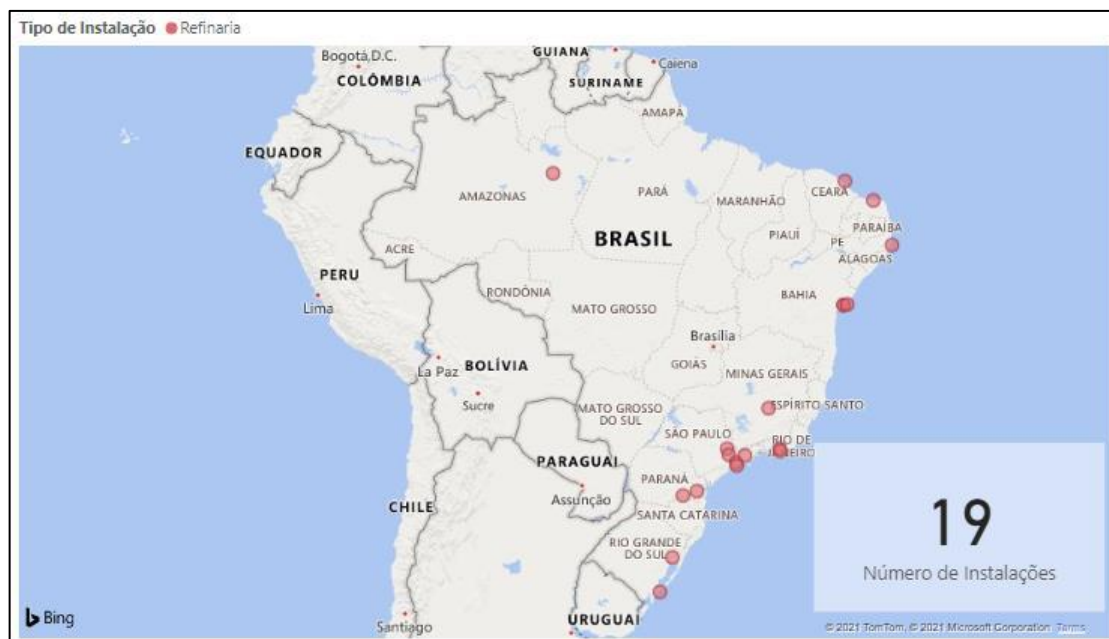 Tipo de Instalação Refinaria
GUIANA
Bogotá,D.C.
Caiena
COLÔMBIA
SURINAME
AMAPÁ
EQUADOR
AMAZONAS
PARÁ
MARANHÃO
CEARÁ
PARAÍBA
BRASIL
PIAUÍ
PE
ACRE
ALAGOAS
PERU
RONDÔNIA
BAHIA
Lima
MATO GROSSO
Brasília
BOLÍVIA
GOIÁS
La Paz
MINAS GERAIS
Sucre
MATO GROSSO
DO SUL
ESPÍRITO SANTO
SÃO PAULO
RIO DE
JANEIRO
PARAGUAI
PARANÁ
Assunção
CHILE
SANTA CATARINA
RIO GRANDE
DO SUL
19
Número de Instalações
Bing
URUGUAI
Santiago
© 2021 TomTom, © 2021 Microsoft Corporation Terms